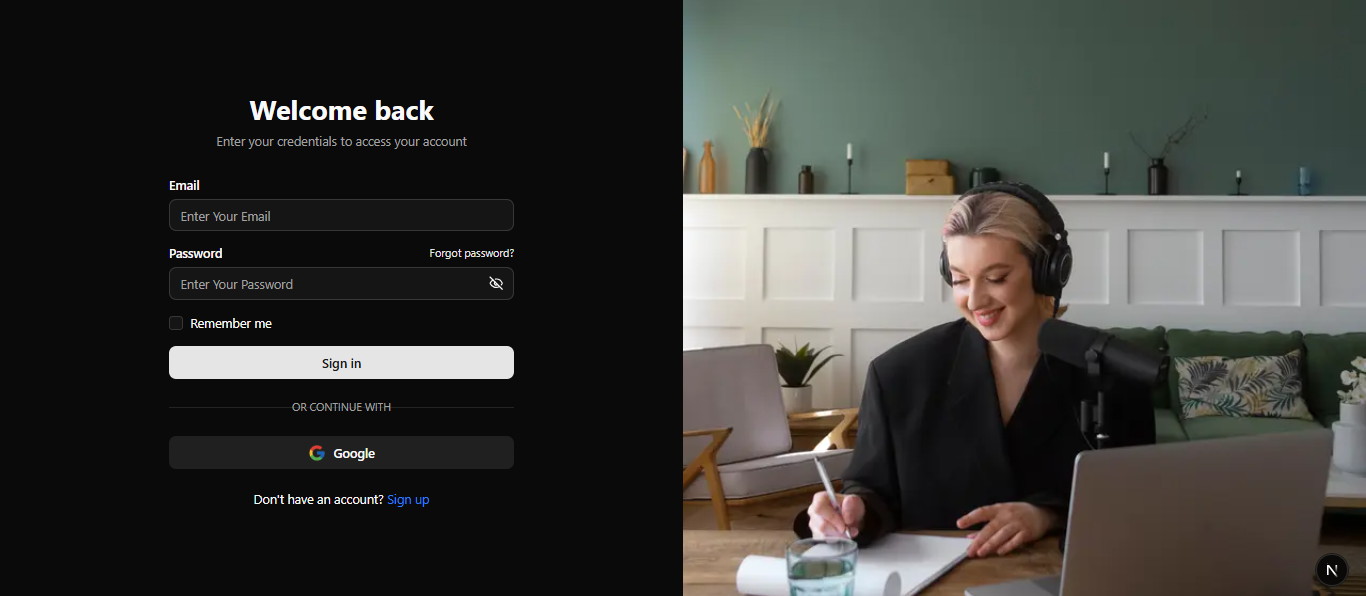 Welcome back
Enter your credentials to access your account
Email
Enter Your Email
Password Forgot password?
Enter Your Password
Remember me
Sign in
OR CONTINUE WITH
Google
Don't have an account? Sign up
N